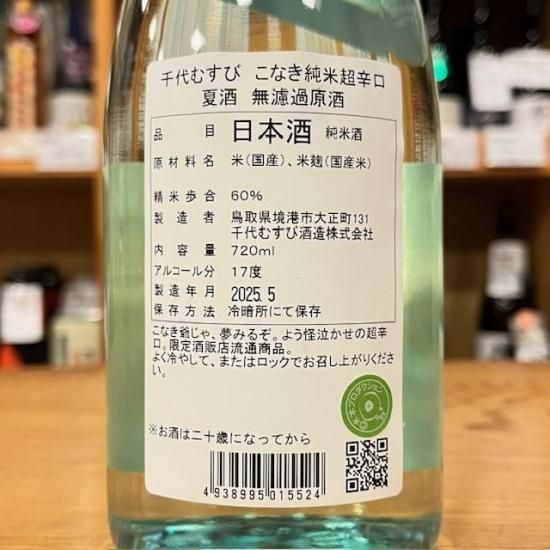 千代むすび こなき純米超辛口
夏酒 無濾過原酒
品目 日本酒 純米酒
原材料名 米(国産)、米麹(国産米)
精米歩合 60%
製造者 鳥取県境港市大正町131
千代むすび酒造株式会社
内容量 720ml
アルコール分 17度
製造年月 2025.5
保存方法 冷暗所にて保存
こなき爺じゃ、夢みるぞ。よう怪泣かせの超辛
口。限定酒販店流通商品。
よく冷やして、またはロックでお召し上がりくださ
い。
※お酒は二十歳になってから
4938995015524